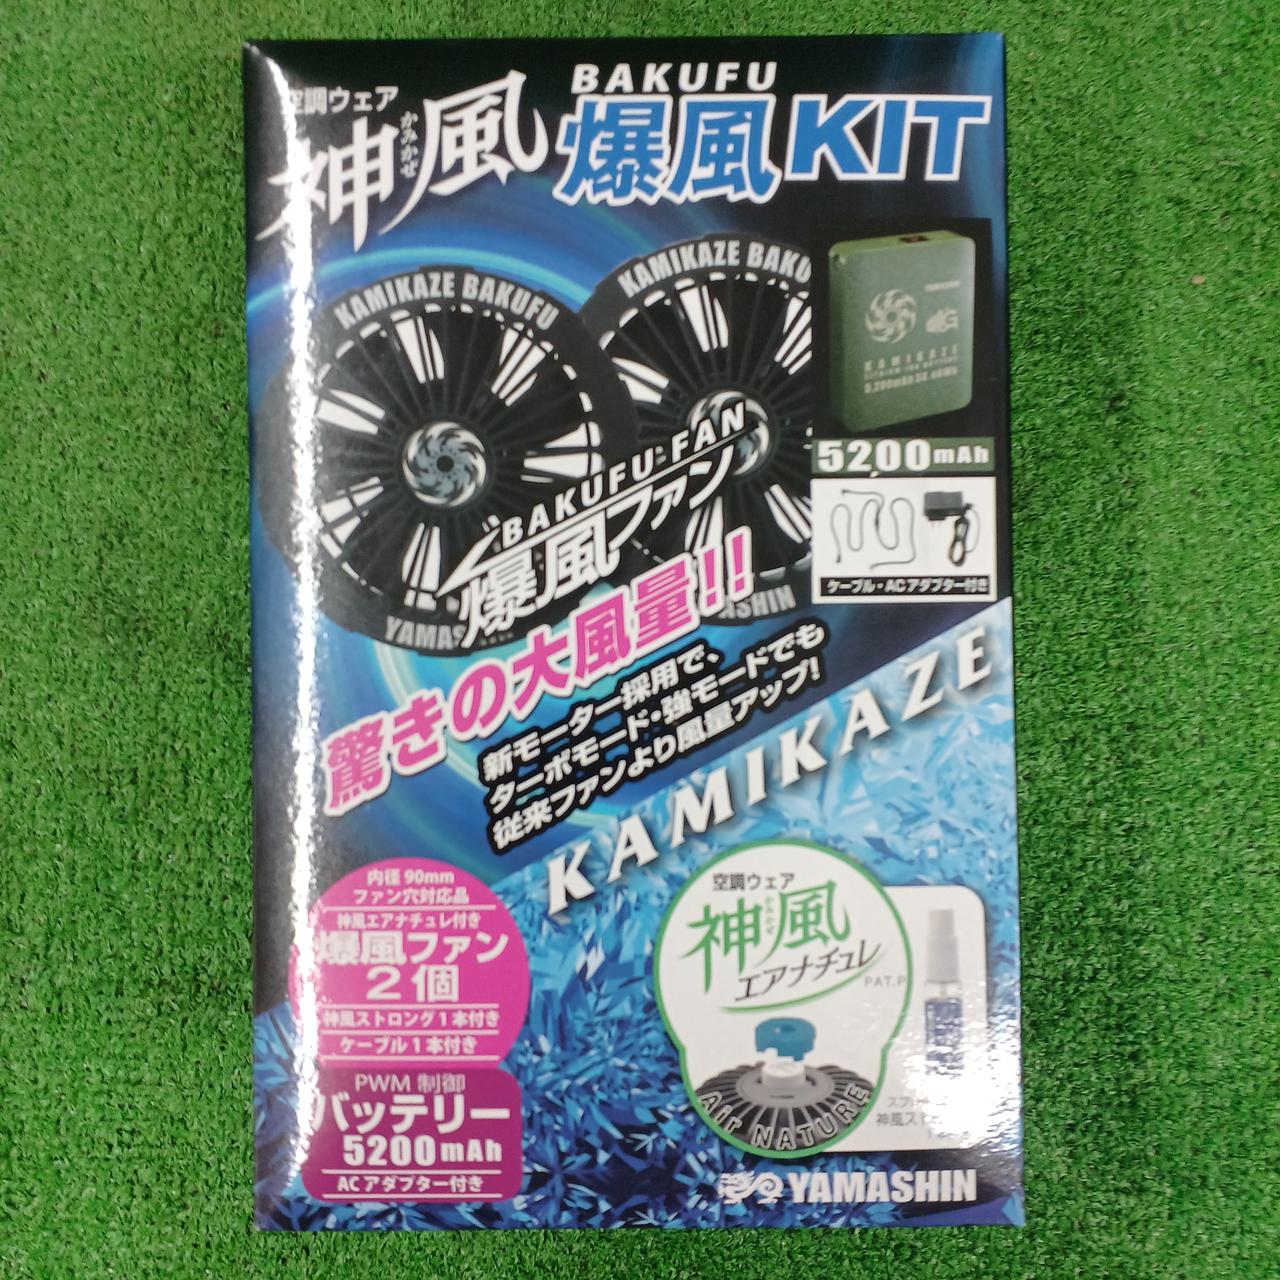 空調ウェア
神風
かみかぜ
BAKUFU
爆風KIT
KAMIKAZE BAKUFU
KAMIKAZE BAKU
KAMIKAZE
5,200mAh
5200mAh
BAKUFU FAN
爆風ファン
YAMAS
SHIN
ケーブル・ACアダプター付き
驚きの大風量!!
新モーター採用で、
ターボモード・強モードでも
従来ファンより風量アップ!
KAMIKAZE
内径90mm
ファン穴対応品
神風エアナチュレ付き
爆風ファン
2個
神風ストロング1本付き
ケーブル1本付き
PWM 制御
バッテリー
5200mAh
ACアダプター付き
空調ウェア
神風
エアナチュレ
PAT.P
Air NATURE
YAMASHIN